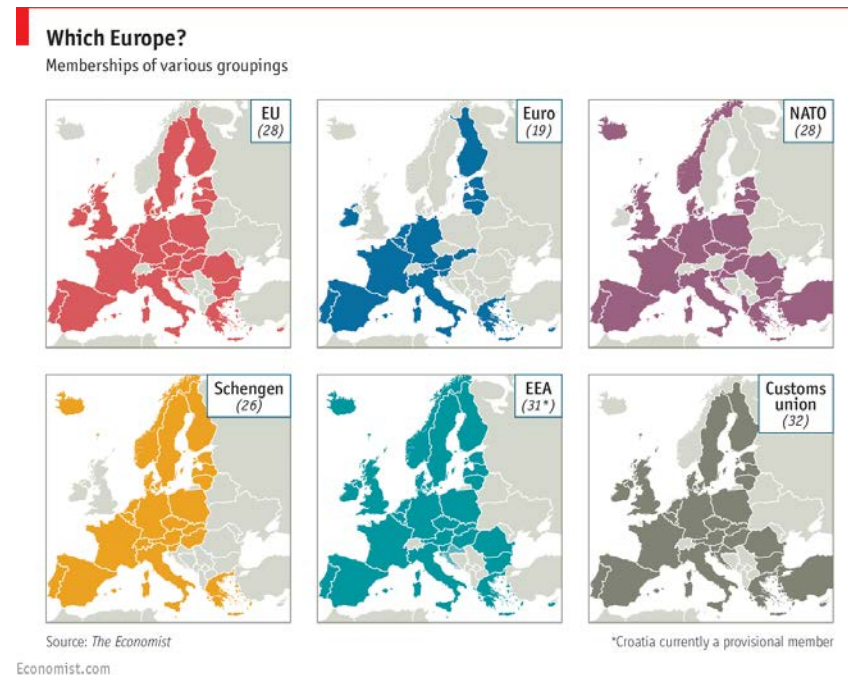 Which Europe?
Memberships of various groupings
EU
(28)
Euro
(19)
NATO
(28)
Schengen
(26)
EEA
(31*)
Customs
union
(32)
Source: The Economist
*Croatia currently a provisional member
Economist.com